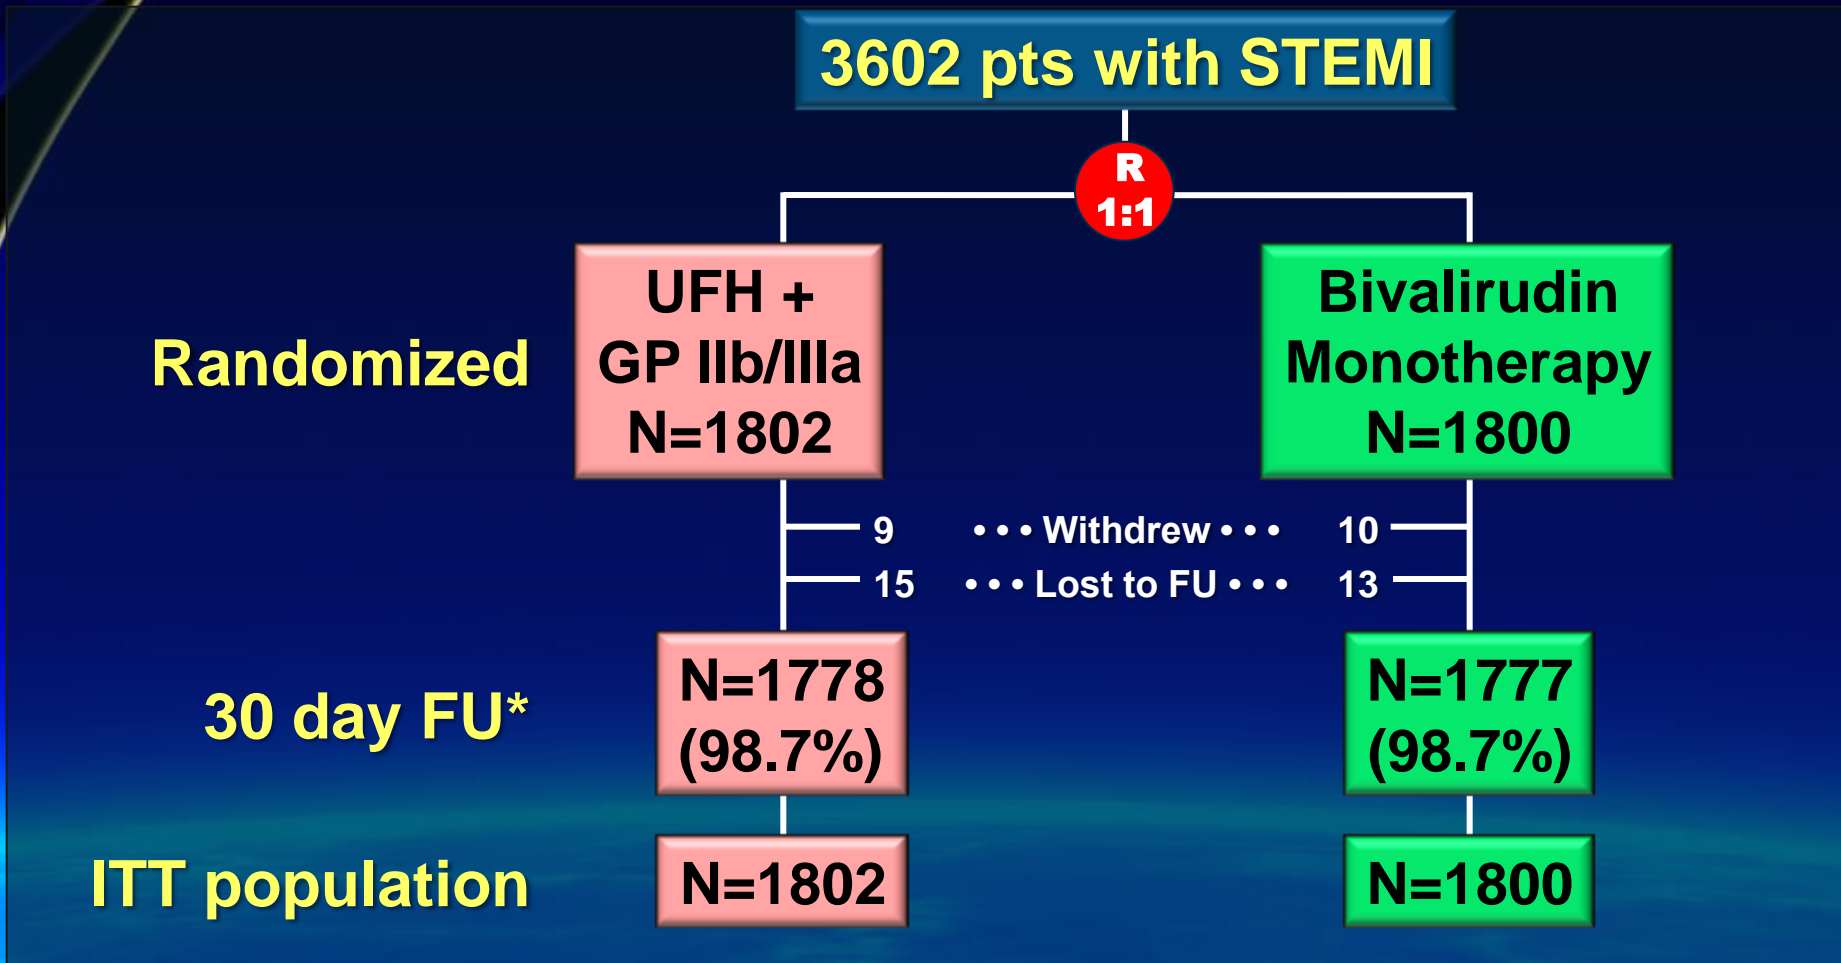 3602 pts with STEMI
R
1:1
Randomized
UFH +
GP IIb/IIIa
N=1802
Bivalirudin
Monotherapy
N=1800
9 • • • Withdrew • • • 10
15 • • • Lost to FU • • • 13
30 day FU*
N=1778
(98.7%)
N=1777
(98.7%)
ITT population
N=1802
N=1800